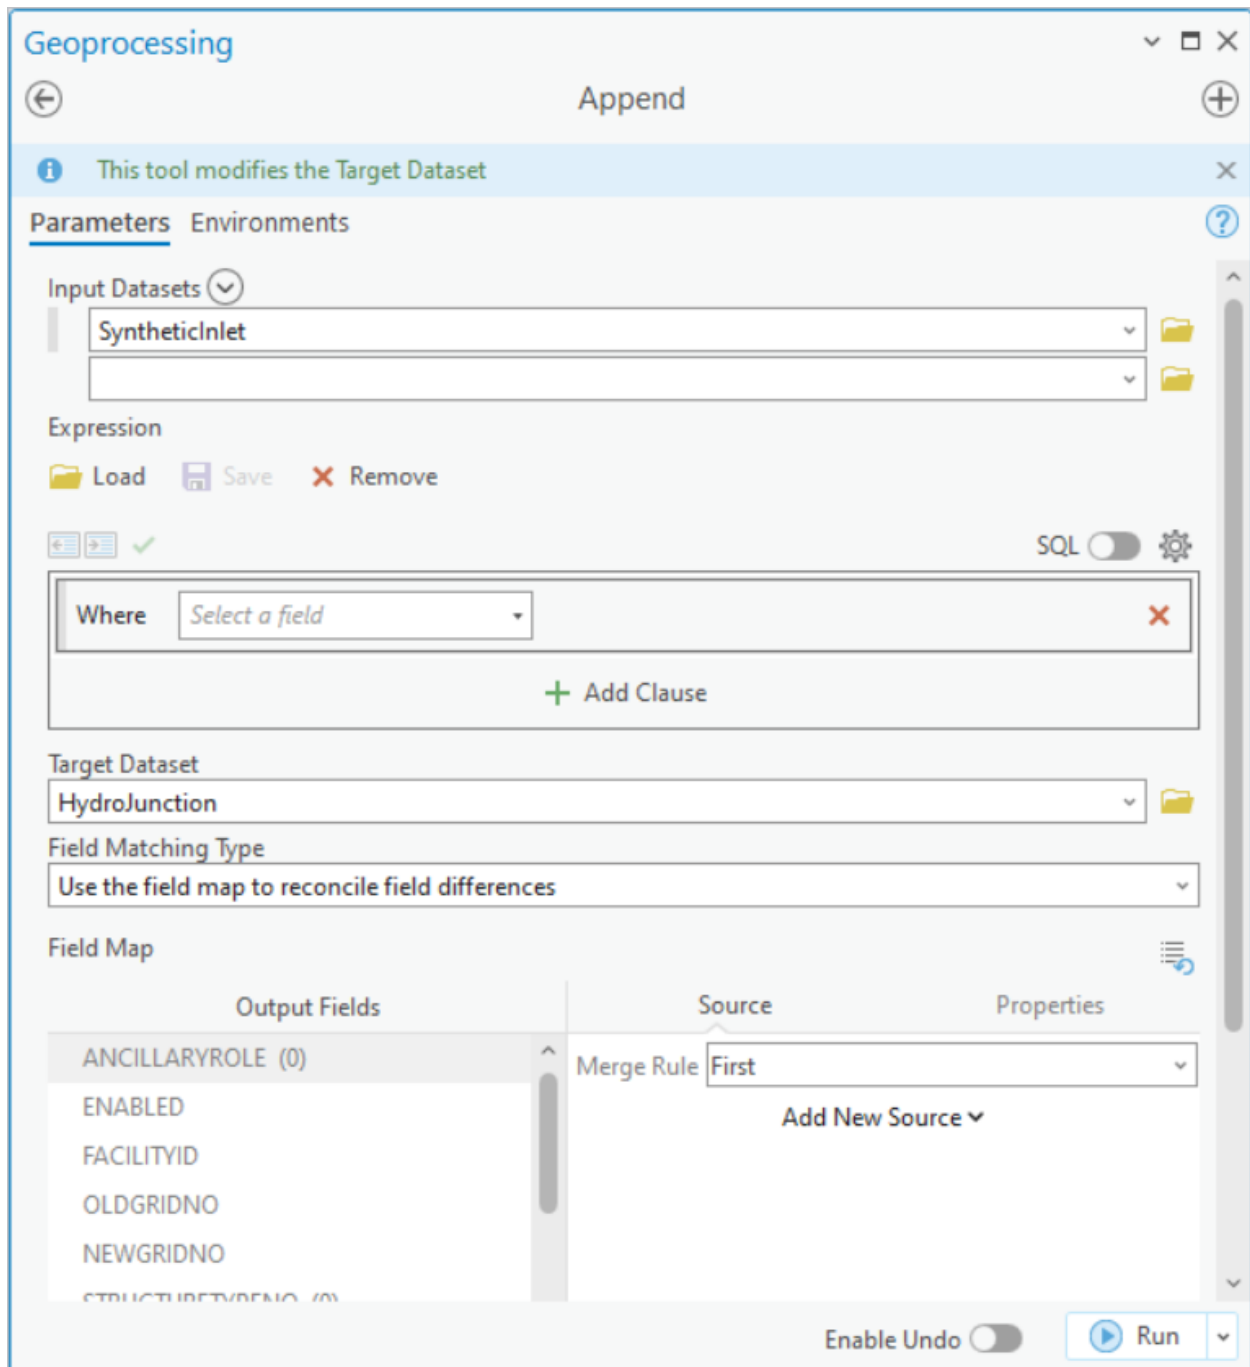 Geoprocessing
Append
This tool modifies the Target Dataset
Parameters Environments
Input Datasets
SyntheticInlet
Expression
Load Save Remove
SQL
Where Select a field
Add Clause
Target Dataset
HydroJunction
Field Matching Type
Use the field map to reconcile field differences
Field Map
Output Fields Source Properties
ANCILLARYROLE (0)
Merge Rule First
ENABLED
Add New Source
FACILITYID
OLDGRIDNO
NEWGRIDNO
STRUCTURETYPENO (0)
Enable Undo Run